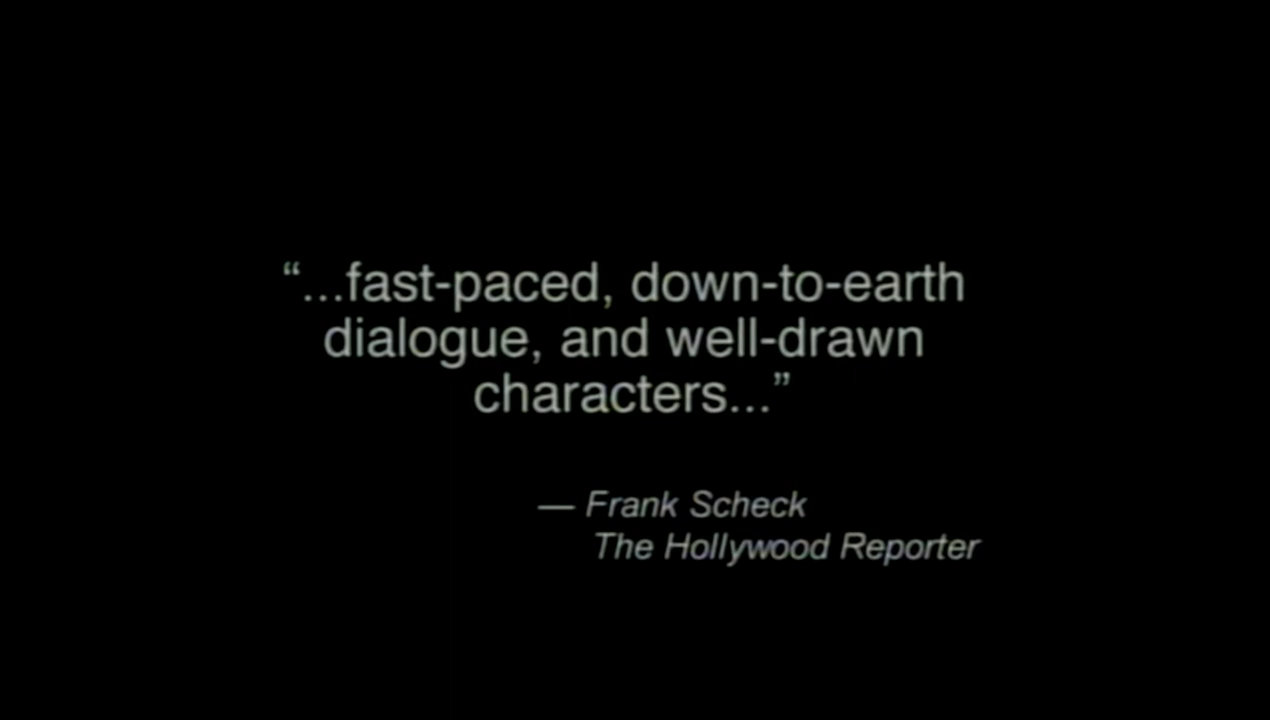 “...fast-paced, down-to-earth
dialogue, and well-drawn
characters...”
— Frank Scheck
The Hollywood Reporter